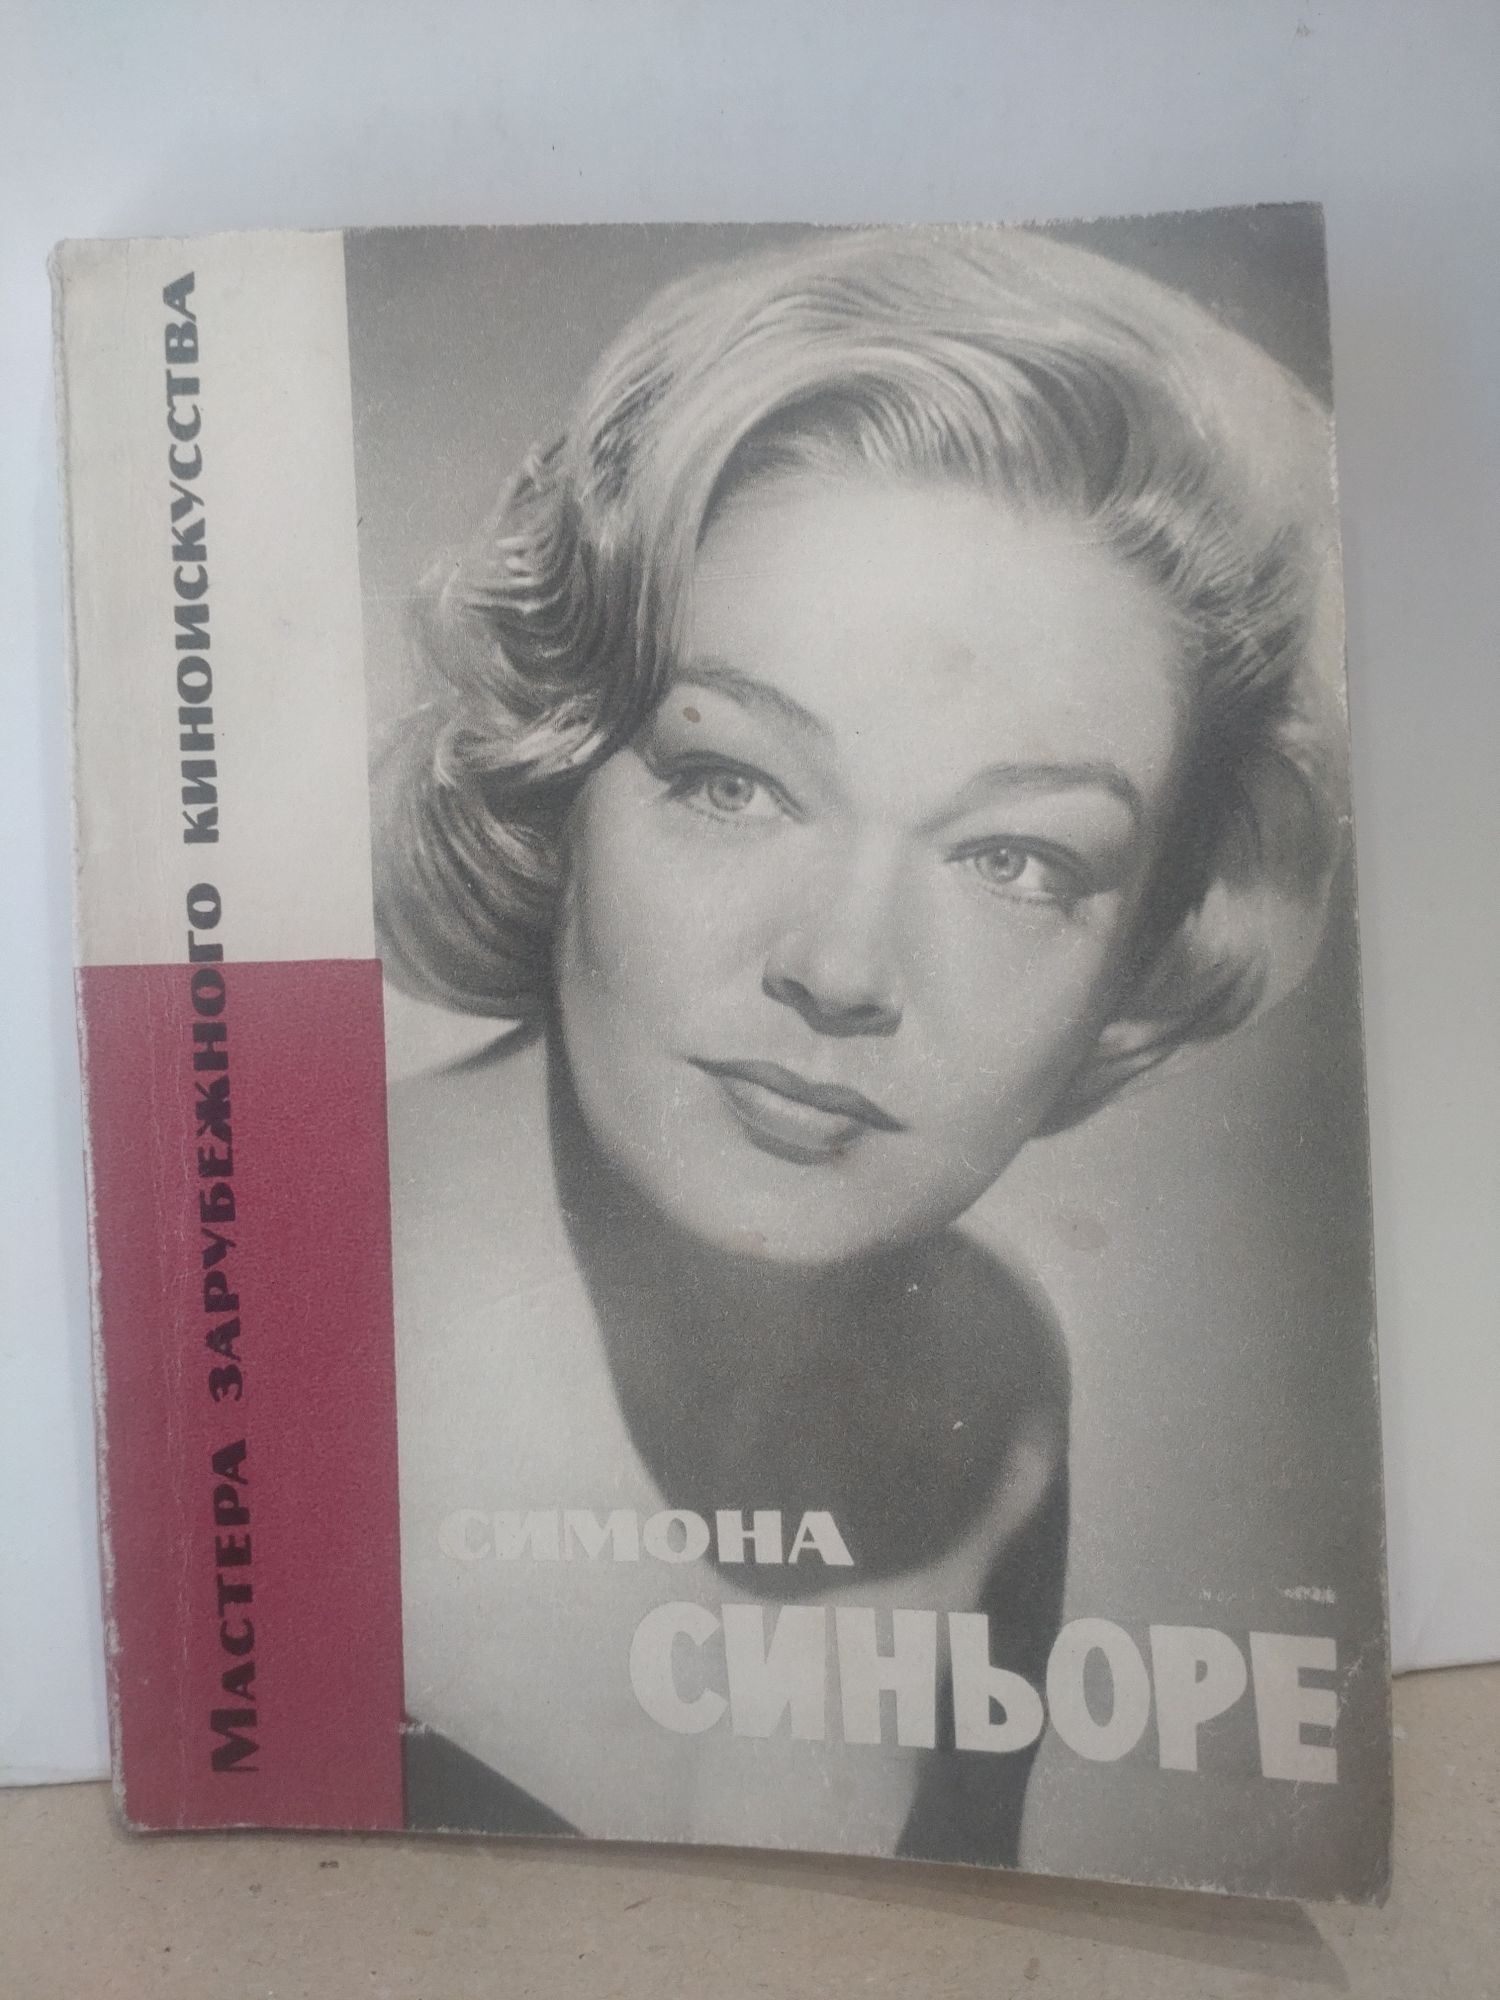 Мастера зарубежного киноискусства
СИМОНА
СИНЬОРЕ